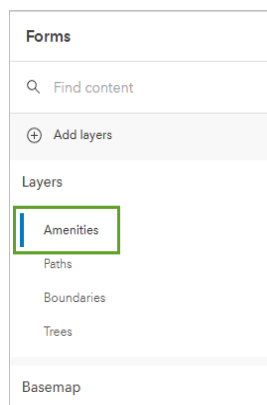 Forms
Find content
Add layers
Layers
Amenities
Paths
Boundaries
Trees
Basemap